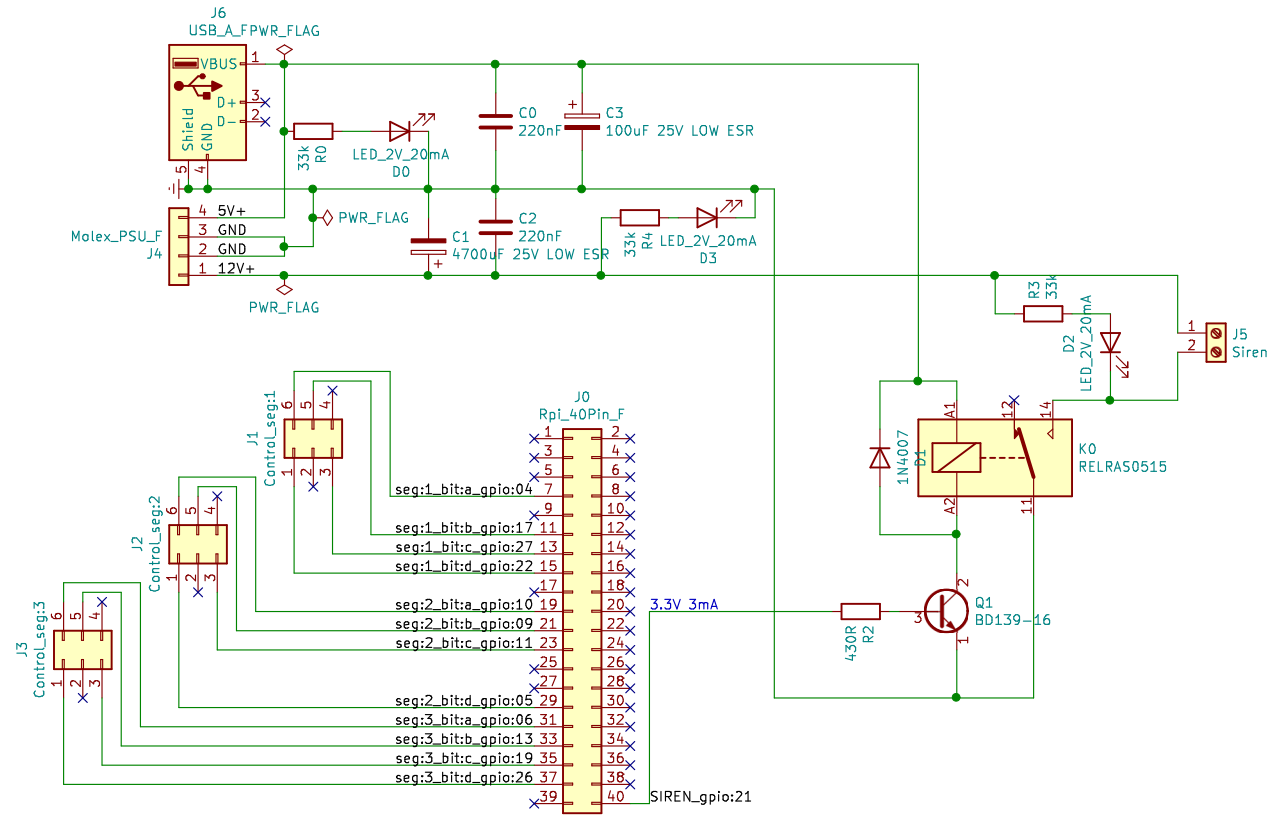 J6
USB_A_F
PWR_FLAG
VBUS
1
D+
3
D-
2
Shield
GND
5
4
33k
R0
LED_2V_20mA
D0
C0
220nF
+
C3
100uF 25V LOW ESR
4
5V+
3
GND
2
GND
1
12V+
Molex_PSU_F
J4
PWR_FLAG
PWR_FLAG
C1
4700uF 25V LOW ESR
+
C2
220nF
33k
R4
LED_2V_20mA
D3
R3
33k
D2
LED_2V_20mA
1
2
J5
Siren
J1
Control_seg:1
6
5
4
1
2
3
J2
Control_seg:2
6
5
4
1
2
3
J3
Control_seg:3
6
5
4
1
2
3
J0
Rpi_40Pin_F
1 2
3 4
5 6
seg:1_bit:a_gpio:04 7 8
9 10
seg:1_bit:b_gpio:17 11 12
seg:1_bit:c_gpio:27 13 14
seg:1_bit:d_gpio:22 15 16
17 18
seg:2_bit:a_gpio:10 19 20
seg:2_bit:b_gpio:09 21 22
seg:2_bit:c_gpio:11 23 24
25 26
27 28
seg:2_bit:d_gpio:05 29 30
seg:3_bit:a_gpio:06 31 32
seg:3_bit:b_gpio:13 33 34
seg:3_bit:c_gpio:19 35 36
seg:3_bit:d_gpio:26 37 38
39 40
SIREN_gpio:21
3.3V 3mA
430R
R2
1N4007
D1
A1
12
14
A2
11
K0
RELRAS0515
2
3
1
Q1
BD139-16